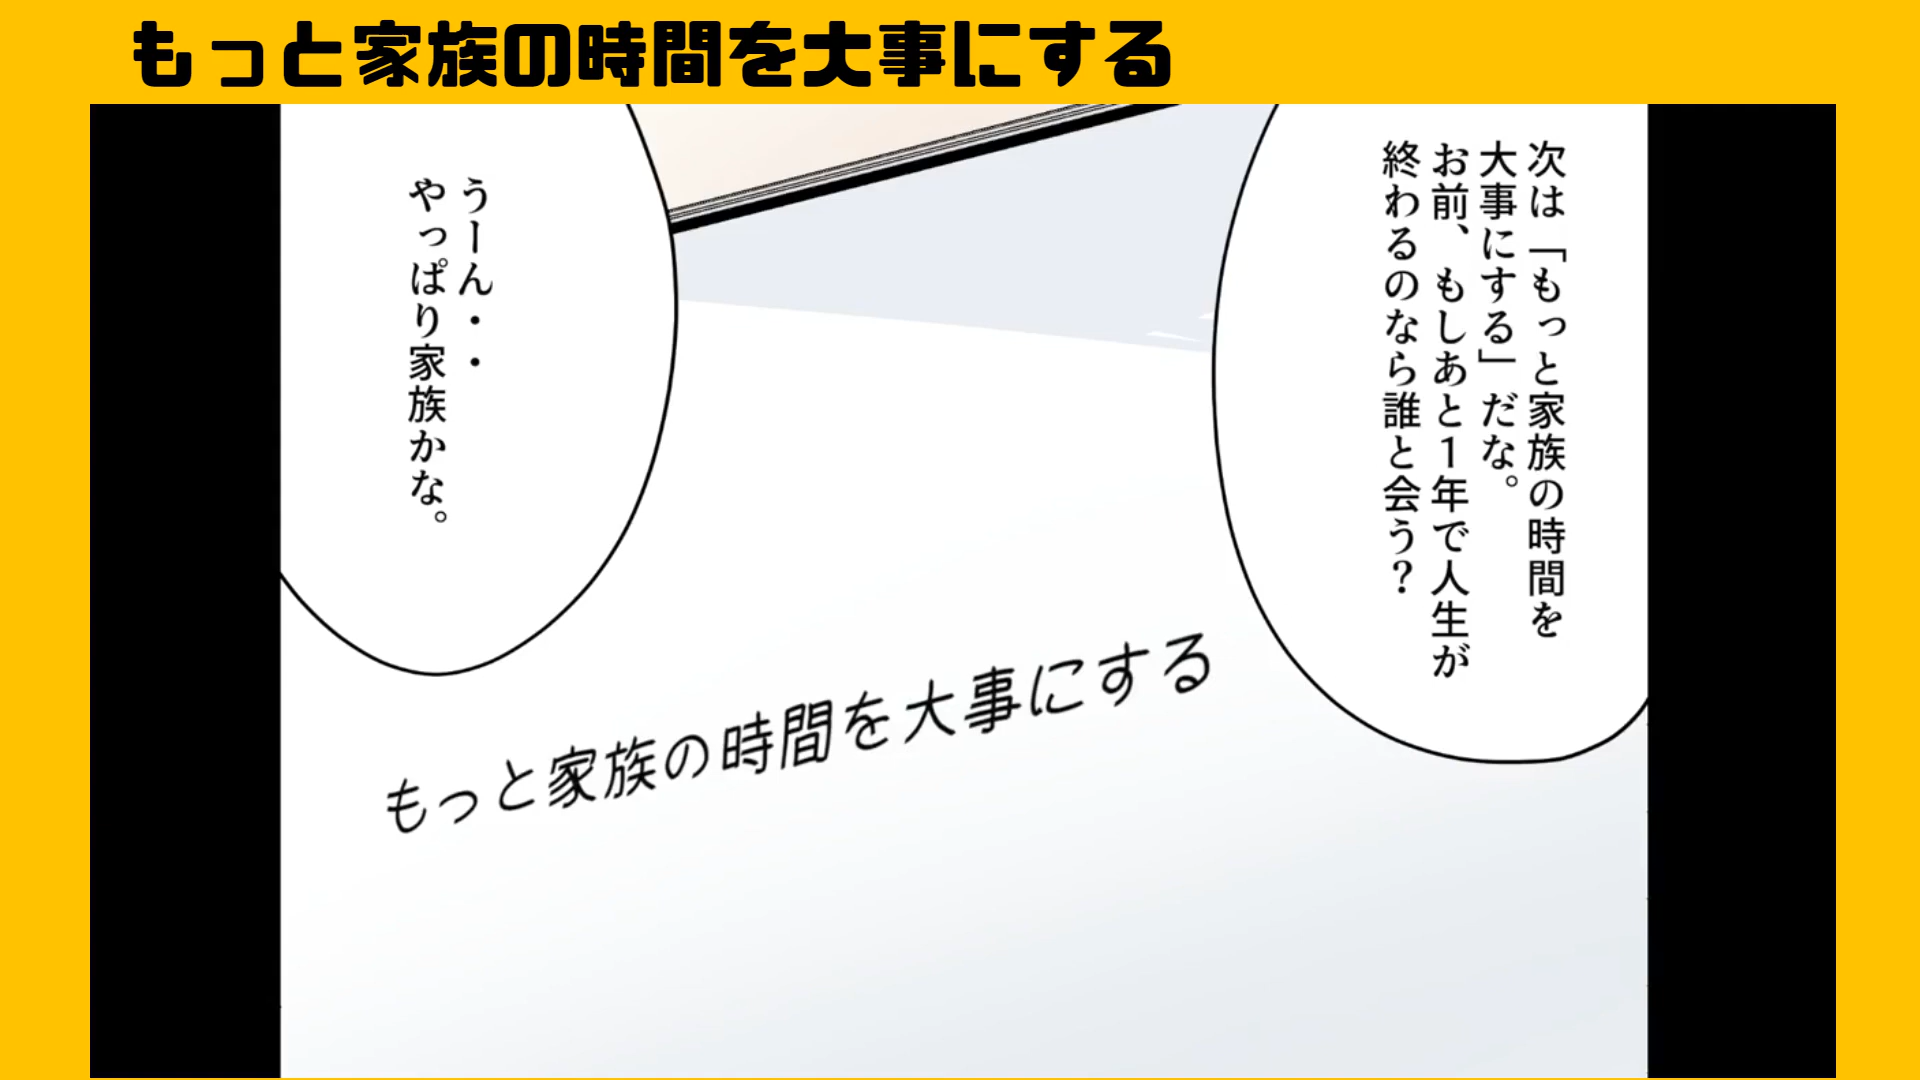 もっと家族の時間を大事にする
次は「もっと家族の時間を
大事にする」だな。
お前、もしあと1年で人生が
終わるのなら誰と会う？
うーん・・
やっぱり家族かな。
もっと家族の時間を大事にする